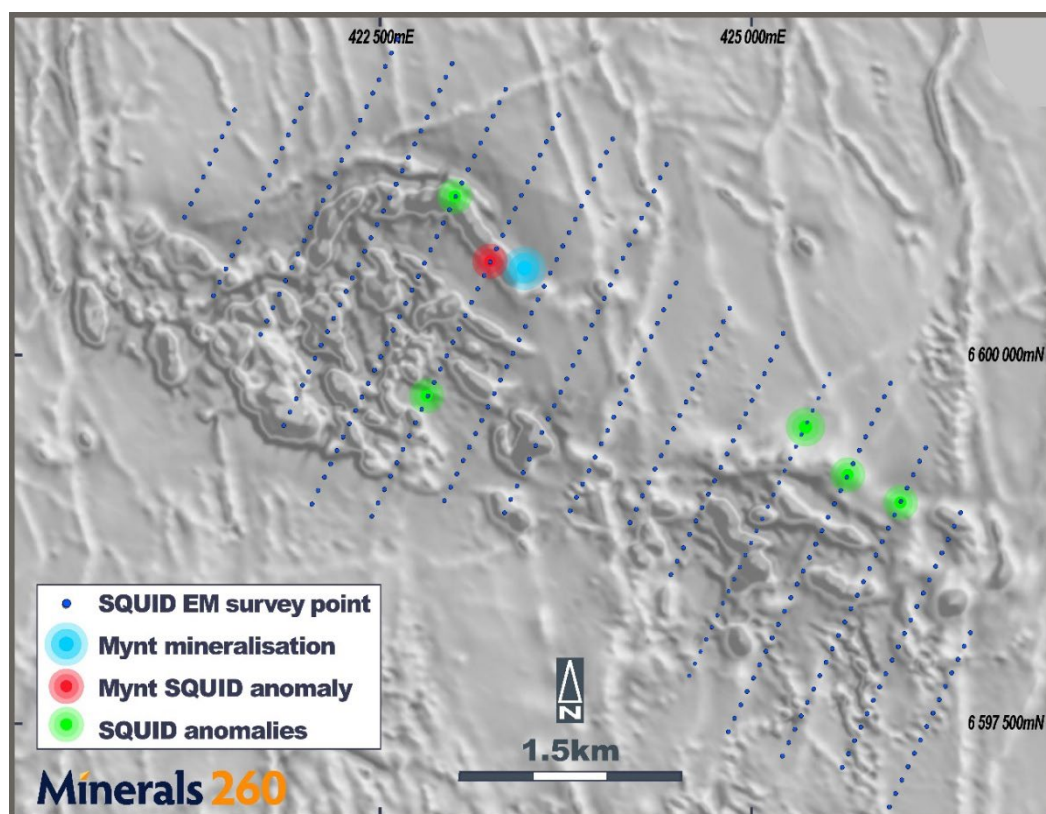 422 500mE
425 000mE
6 600 000mN
6 597 500mN
SQUID EM survey point
Mynt mineralisation
Mynt SQUID anomaly
SQUID anomalies
N
1.5km
Minerals 260